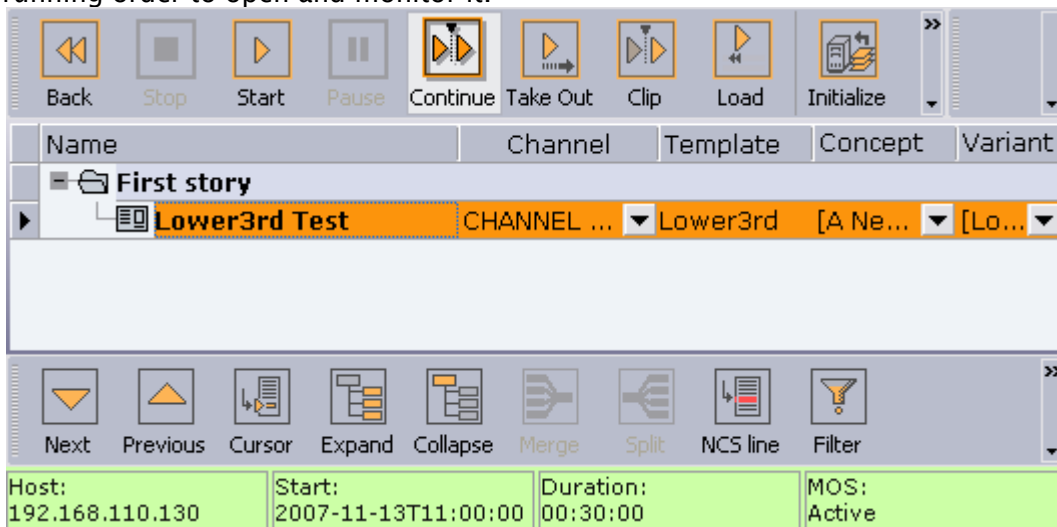 running order to open and monitor it.
Back Stop Start Pause Continue Take Out Clip Load Initialize
Name Channel Template Concept Variant
First story
Lower3rd Test CHANNEL ... Lower3rd [A Ne... [Lo...
Next Previous Cursor Expand Collapse Merge Split NCS line Filter
Host: Start: Duration: MOS:
192.168.110.130 2007-11-13T11:00:00 00:30:00 Active